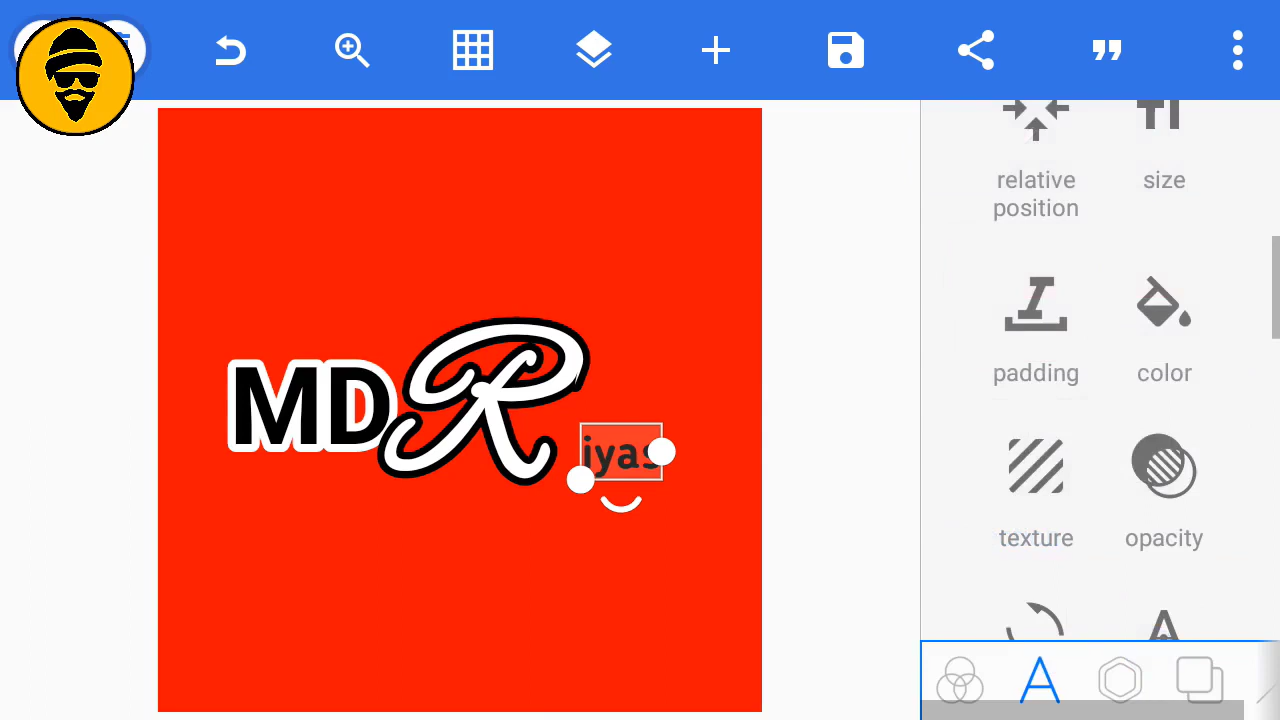 relative size
position
MD R
iyas
padding color
texture opacity